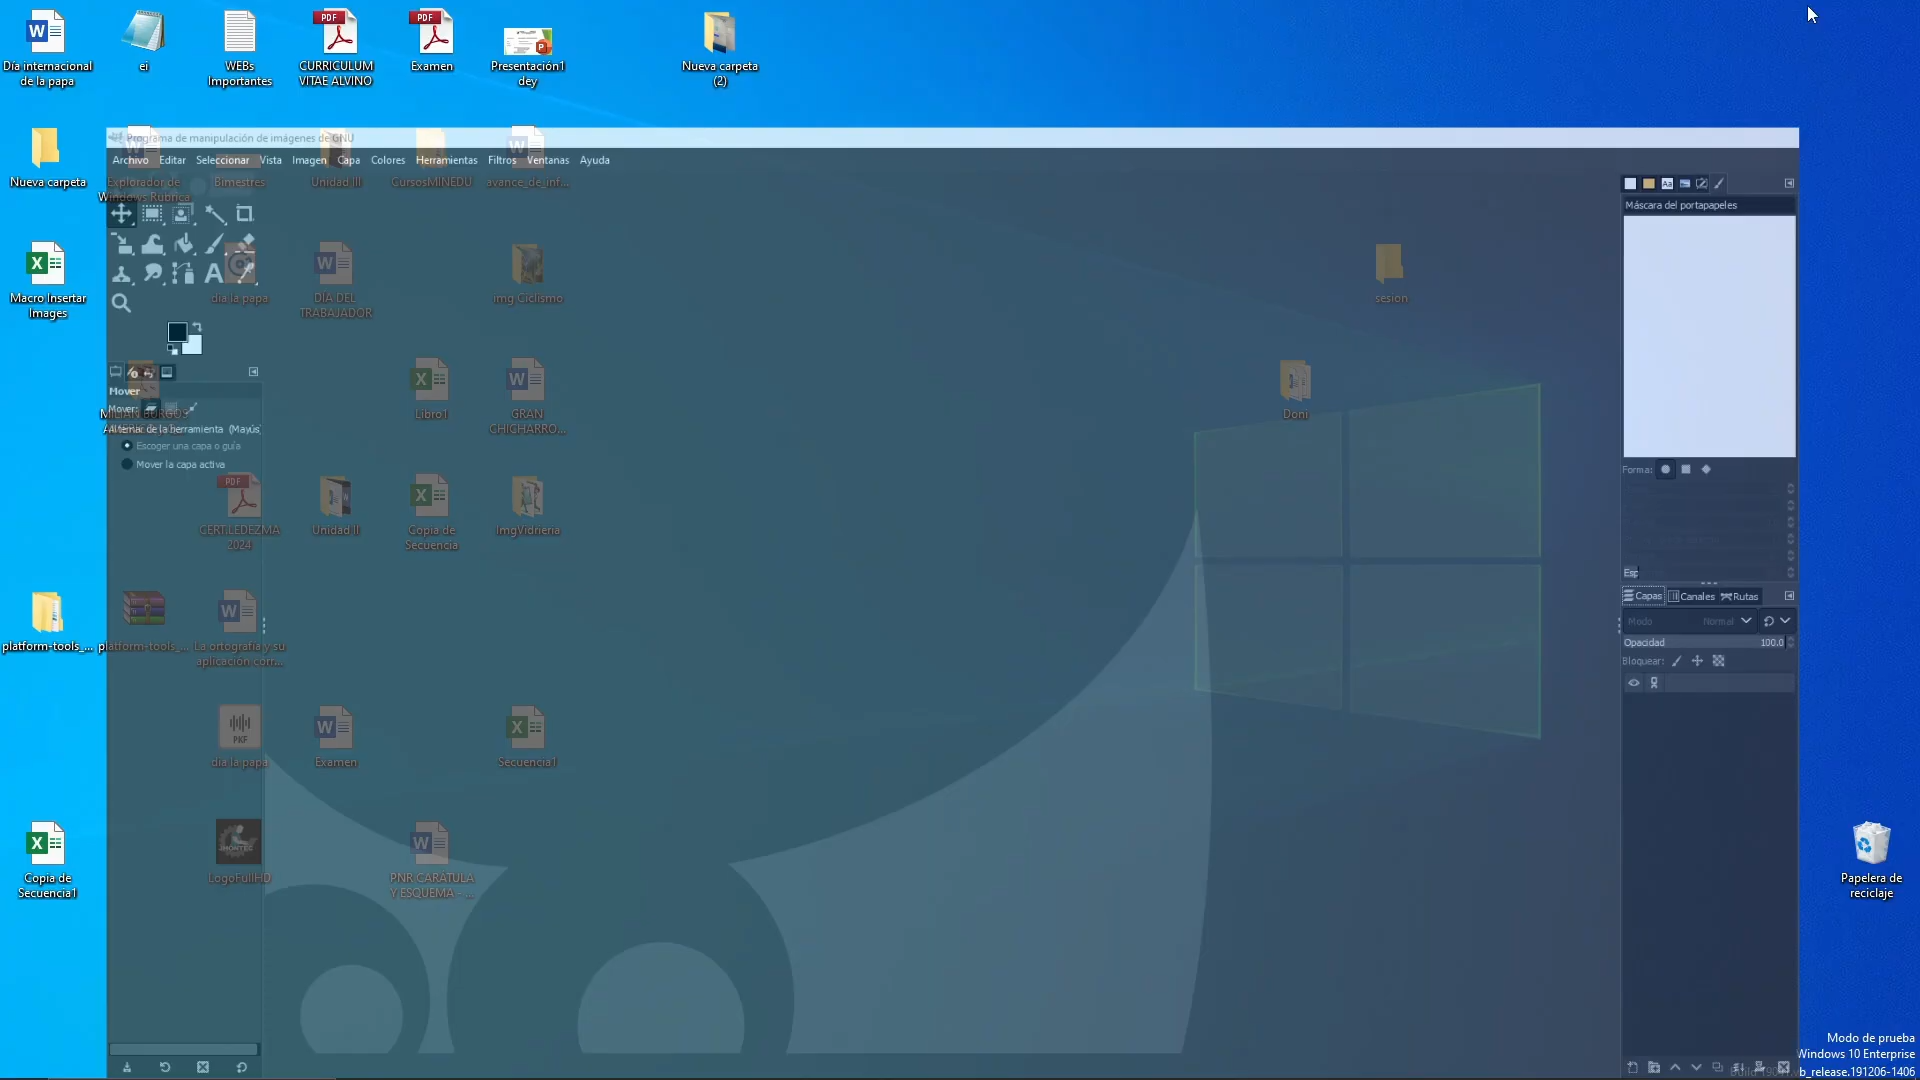 Día internacional
de la papa
ei
WEBs
Importantes
CURRICULUM
VITAE ALVINO
Examen
Presentación1
dey
Nueva carpeta
(2)
Programa de manipulación de imágenes de GNU
Archivo Editar Seleccionar Vista Imagen Capa Colores Herramientas Filtros Ventanas Ayuda
Nueva carpeta
Explorador de
Windows Rubrica
Bimestres
Unidad III
CursosMINEDU
avance_de_inf...
Máscara del portapapeles
Macro Insertar
Images
día la papa
DIA DEL
TRABAJADOR
img Ciclismo
sesion
Mover
Mover:
Alternar de la herramienta (Mayús)
Escoger una capa o guía
Mover la capa activa
Libro1
GRAN
CHICHARRO...
Doni
Forma:
CERT.LEDEZMA
2024
Unidad II
Copia de
Secuencia
ImgVidrieria
Esp
Capas Canales Rutas
Modo Normal
Opacidad 100.0
Bloquear:
platform-tools_...
platform-tools_...
La ortografía y su
aplicación corr...
PKF
día la papa
Examen
Secuencia1
Copia de
Secuencia1
LogoFullHD
PNR CARATULA
Y ESQUEMA - ...
Papelera de
reciclaje
Modo de prueba
Windows 10 Enterprise
vb_release.191206-1406